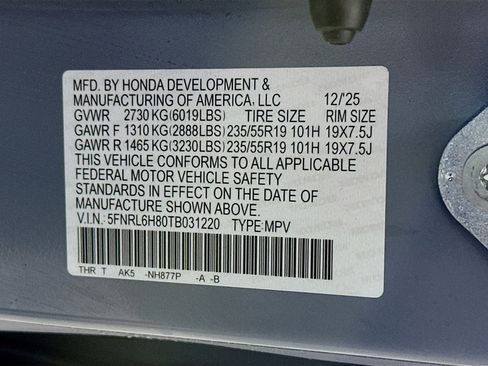 MFD. BY HONDA DEVELOPMENT &
MANUFACTURING OF AMERICA, LLC 12/'25
GVWR 2730 KG(6019LBS) TIRE SIZE RIM SIZE
GAWR F 1310 KG(2888LBS) 235/55R19 101H 19X7.5J
GAWR R 1465 KG(3230LBS) 235/55R19 101H 19X7.5J
THIS VEHICLE CONFORMS TO ALL APPLICABLE
FEDERAL MOTOR VEHICLE SAFETY
STANDARDS IN EFFECT ON THE DATE OF
MANUFACTURE SHOWN ABOVE.
V.I.N.: 5FNRL6H80TB031220 TYPE:MPV
THR T AK5 -NH877P -A -B